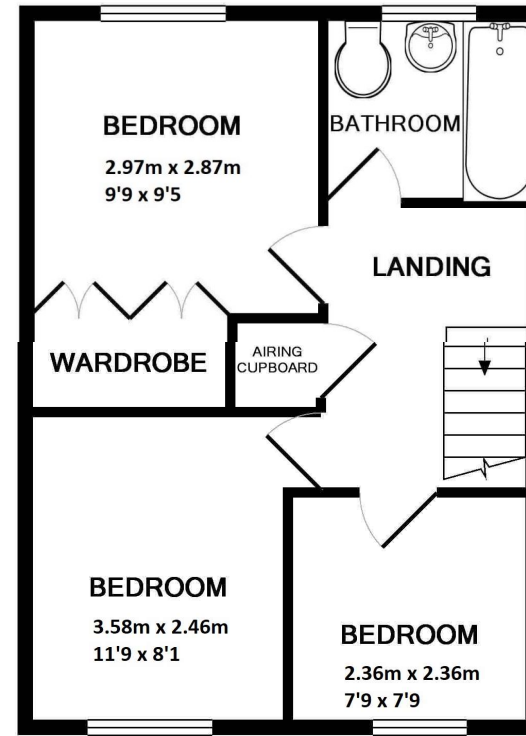 BEDROOM
2.97m x 2.87m
9'9 x 9'5
BATHROOM
LANDING
WARDROBE
AIRING
CUPBOARD
BEDROOM
3.58m x 2.46m
11'9 x 8'1
BEDROOM
2.36m x 2.36m
7'9 x 7'9